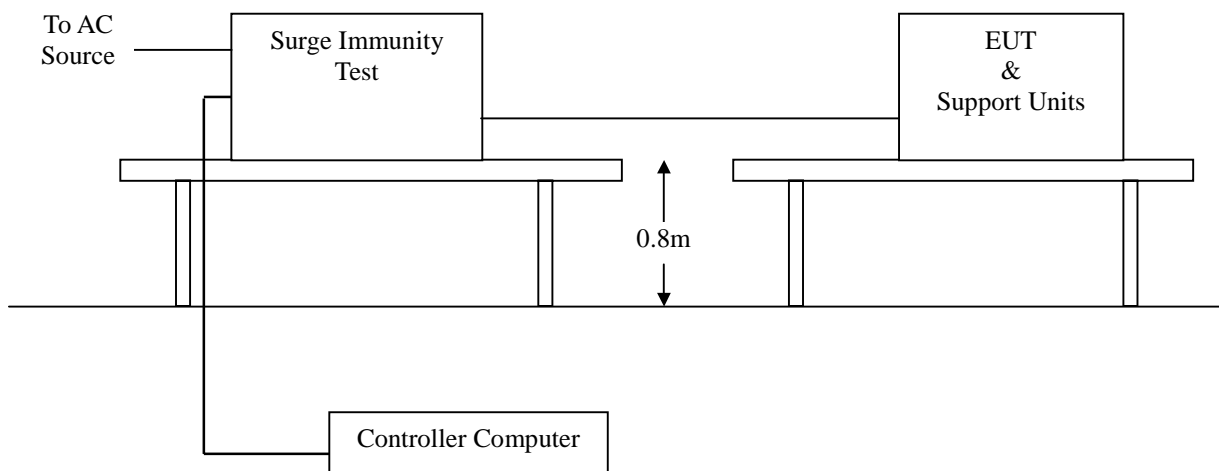 To AC
Source
Surge Immunity
Test
EUT
&
Support Units
0.8m
Controller Computer